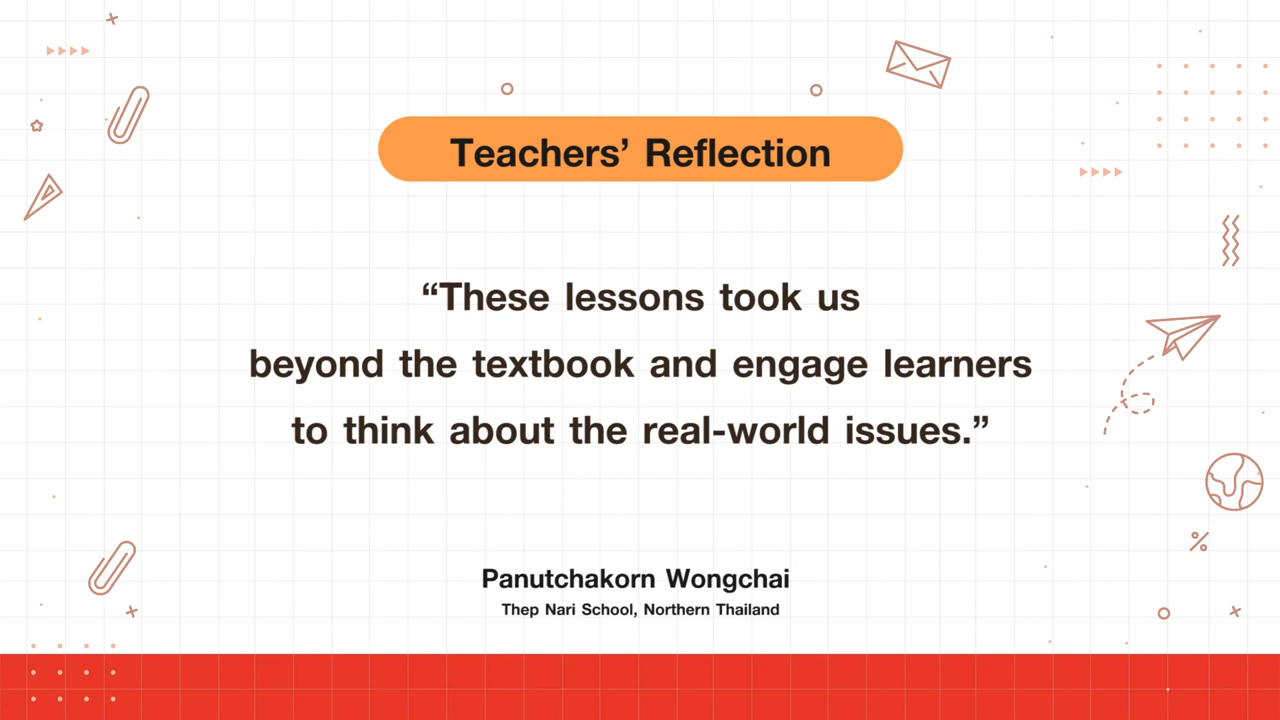 Teachers’ Reflection
“These lessons took us
beyond the textbook and engage learners
to think about the real-world issues.”
Panutchakorn Wongchai
Thep Nari School, Northern Thailand